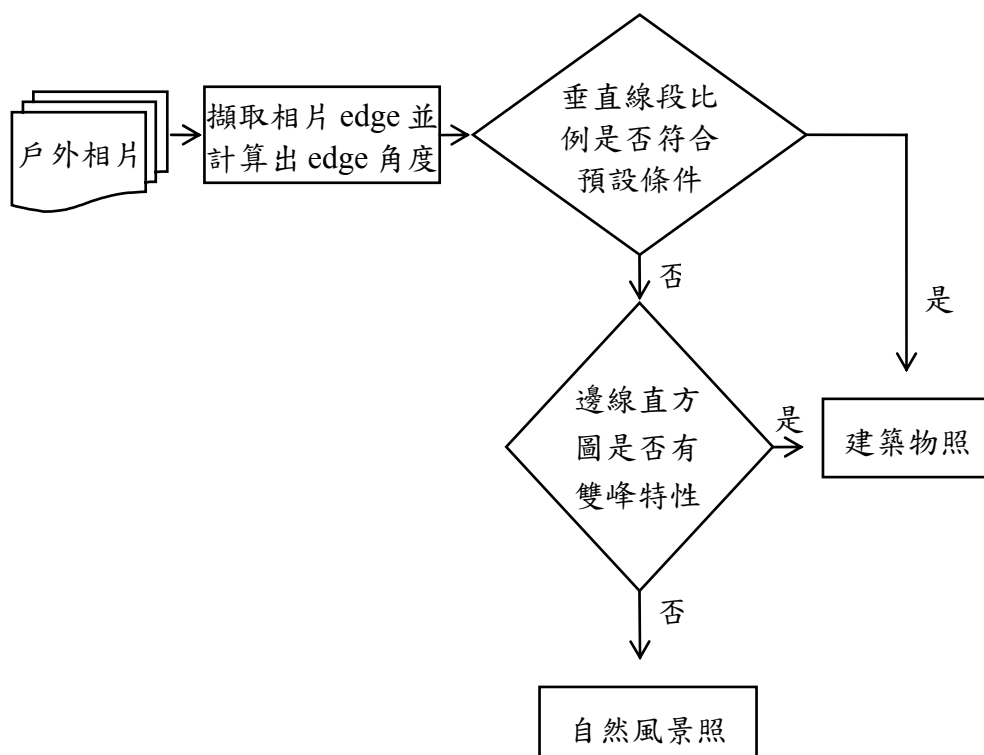 戶外相片
擷取相片 edge 並
計算出 edge 角度
垂直線段比
例是否符合
預設條件
否
是
邊線直方
圖是否有
雙峰特性
是
建築物照
否
自然風景照